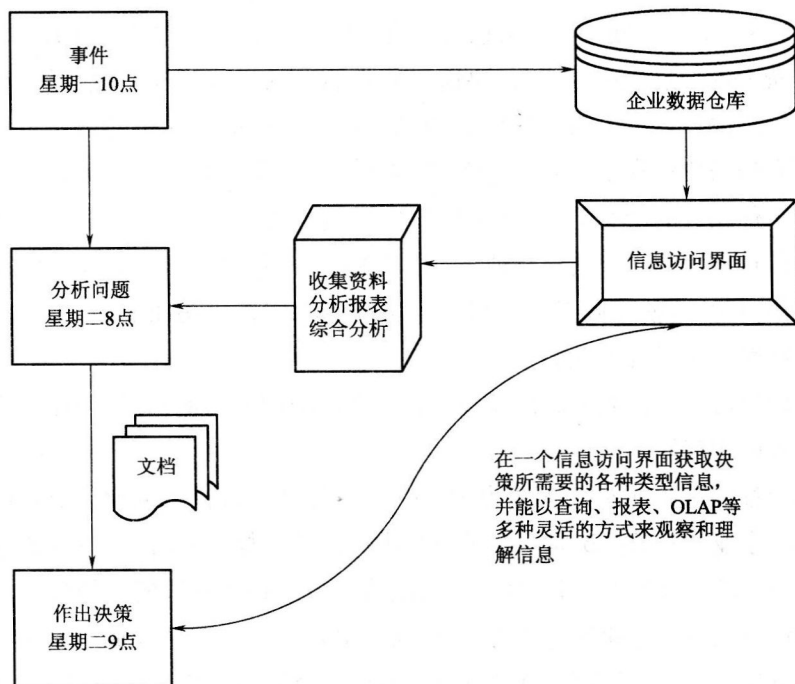 事件
星期一10点
企业数据仓库
分析问题
星期二8点
收集资料
分析报表
综合分析
信息访问界面
文档
在一个信息访问界面获取决
策所需要的各种类型信息,
并能以查询、报表、OLAP等
多种灵活的方式来观察和理
解信息
作出决策
星期二9点